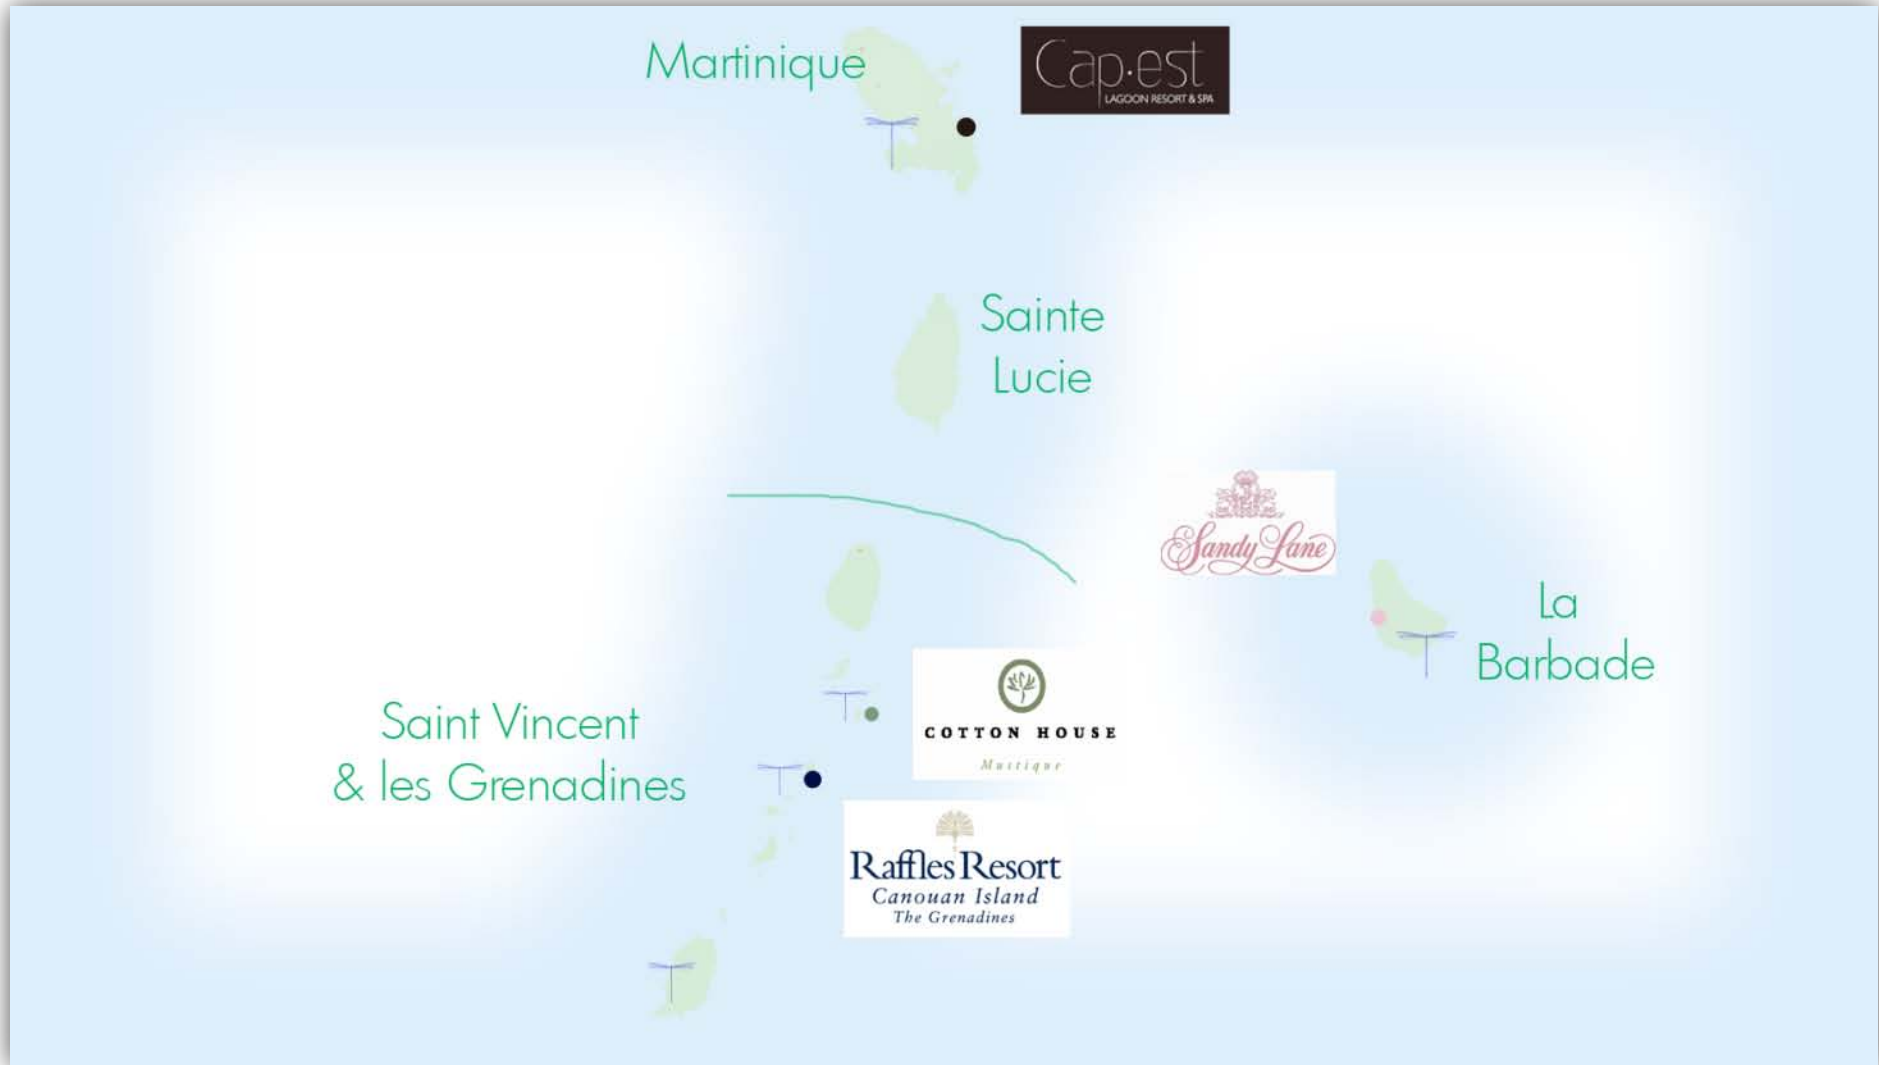 Martinique
Cap·est
LAGOON RESORT & SPA
Sainte
Lucie
Sandy Lane
La
Barbade
Saint Vincent
& les Grenadines
COTTON HOUSE
Mustique
Raffles Resort
Canouan Island
The Grenadines